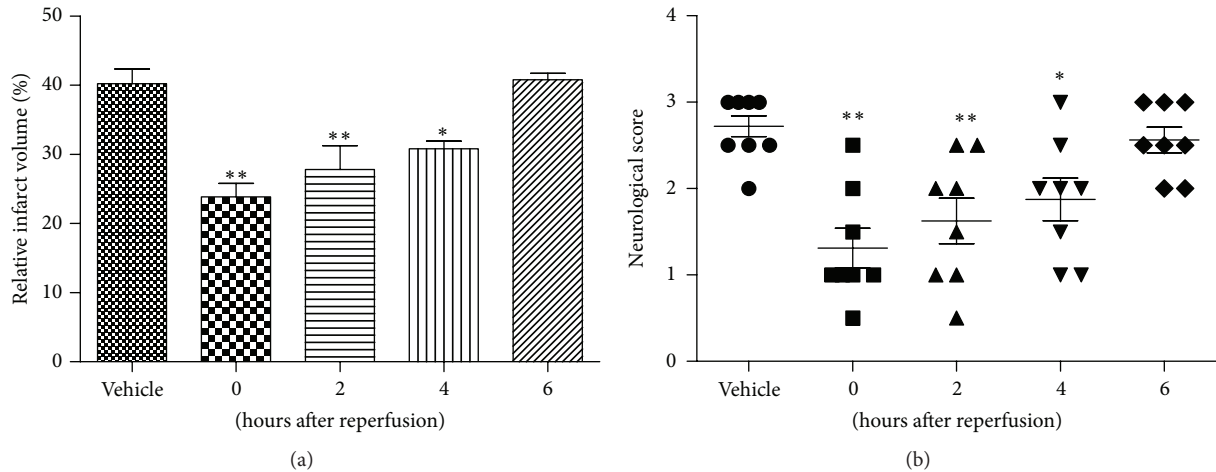 50
40
30
20
10
0
Relative infarct volume (%)
**
**
*
Vehicle 0 2 4 6
(hours after reperfusion)
(a)
4
3
2
1
0
Neurological score
**
**
*
Vehicle 0 2 4 6
(hours after reperfusion)
(b)